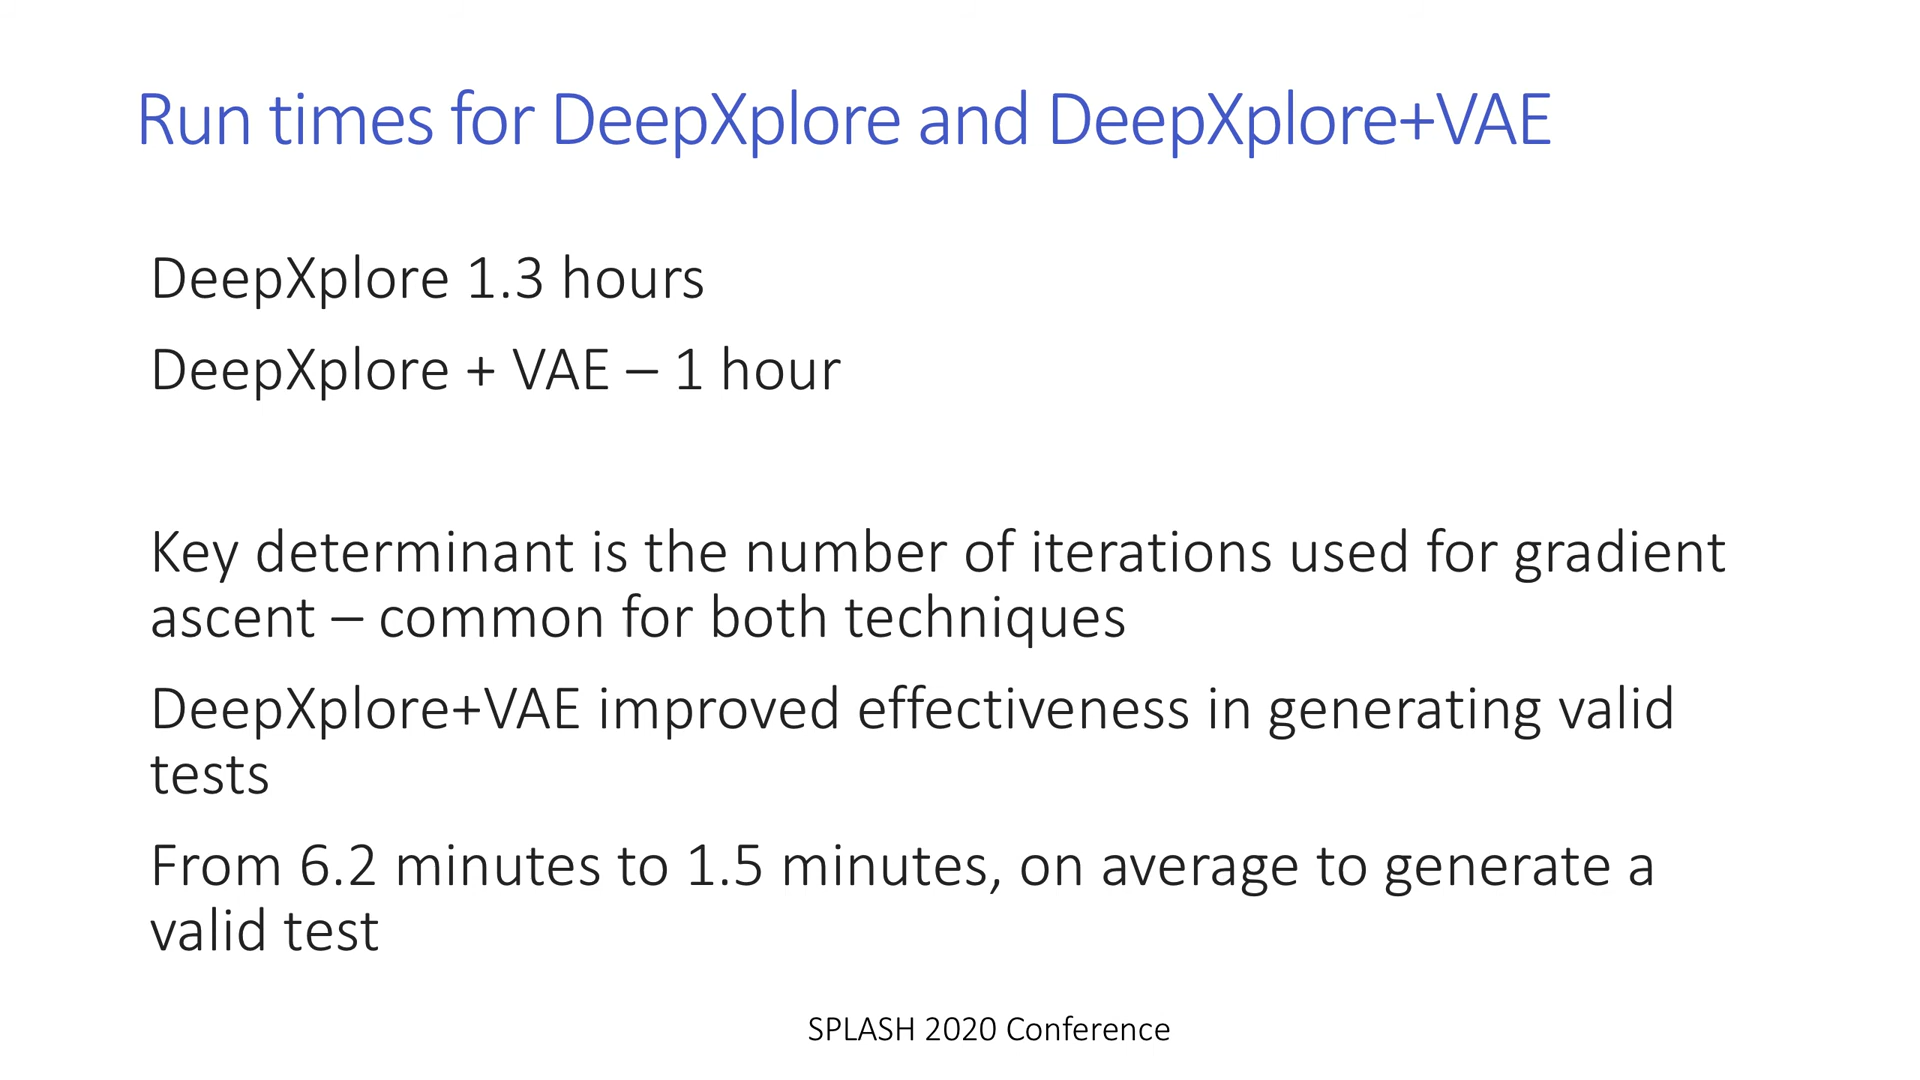 Run times for DeepXplore and DeepXplore+VAE
DeepXplore 1.3 hours
DeepXplore + VAE – 1 hour
Key determinant is the number of iterations used for gradient
ascent – common for both techniques
DeepXplore+VAE improved effectiveness in generating valid
tests
From 6.2 minutes to 1.5 minutes, on average to generate a
valid test
SPLASH 2020 Conference